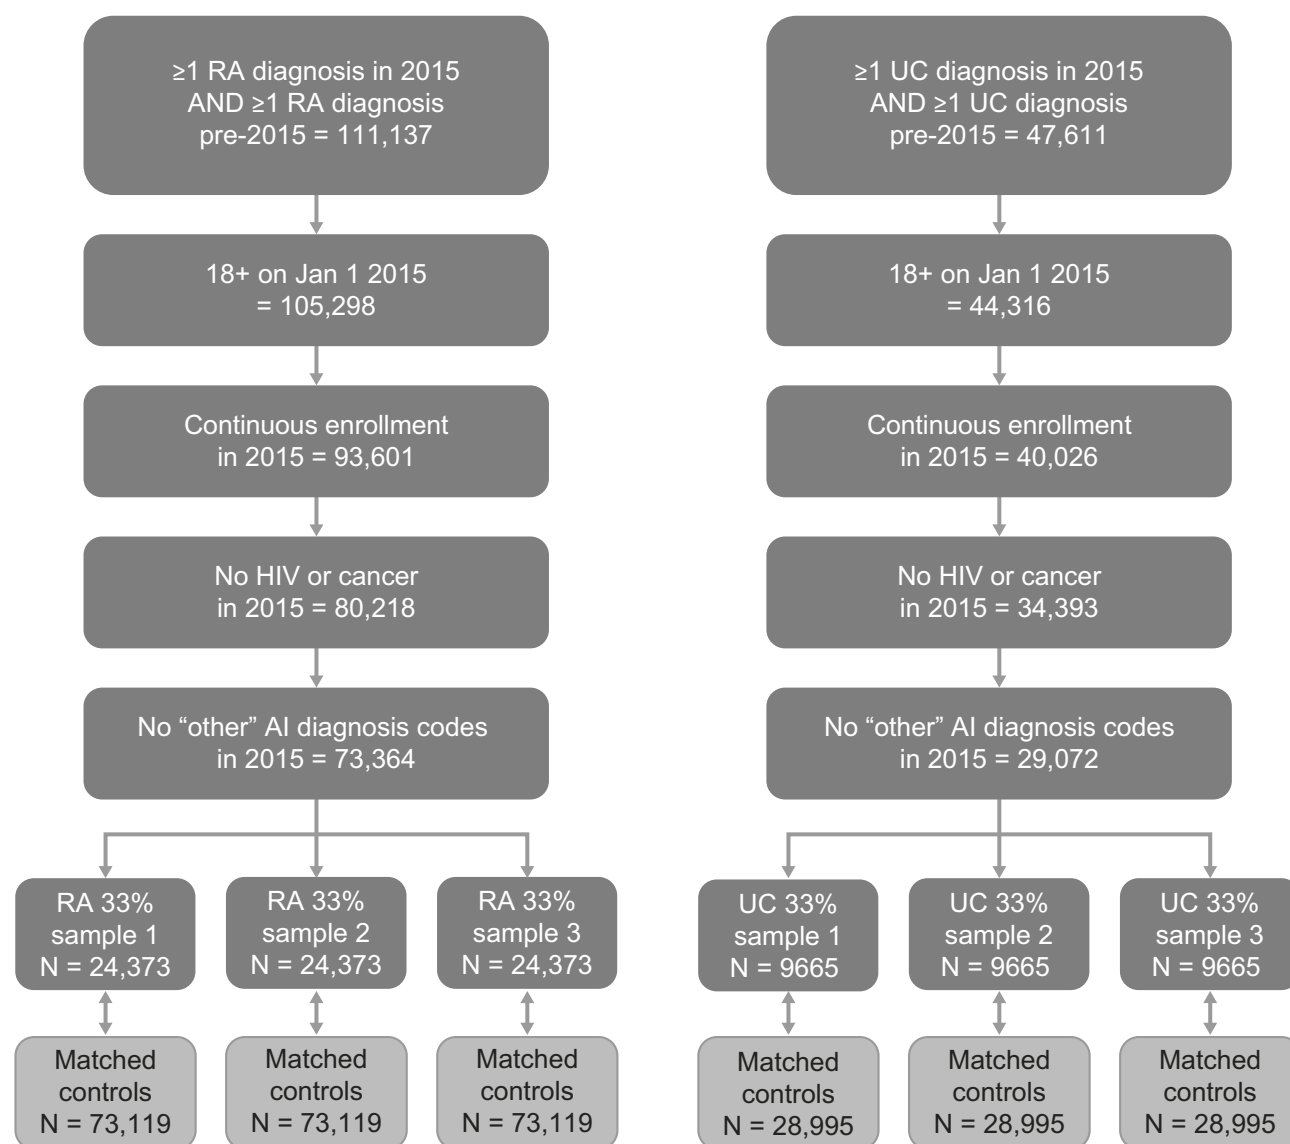 ≥1 RA diagnosis in 2015
AND ≥1 RA diagnosis
pre-2015 = 111,137
18+ on Jan 1 2015
= 105,298
Continuous enrollment
in 2015 = 93,601
No HIV or cancer
in 2015 = 80,218
No “other” AI diagnosis codes
in 2015 = 73,364
RA 33%
sample 1
N = 24,373
RA 33%
sample 2
N = 24,373
RA 33%
sample 3
N = 24,373
Matched
controls
N = 73,119
Matched
controls
N = 73,119
Matched
controls
N = 73,119
≥1 UC diagnosis in 2015
AND ≥1 UC diagnosis
pre-2015 = 47,611
18+ on Jan 1 2015
= 44,316
Continuous enrollment
in 2015 = 40,026
No HIV or cancer
in 2015 = 34,393
No “other” AI diagnosis codes
in 2015 = 29,072
UC 33%
sample 1
N = 9665
UC 33%
sample 2
N = 9665
UC 33%
sample 3
N = 9665
Matched
controls
N = 28,995
Matched
controls
N = 28,995
Matched
controls
N = 28,995